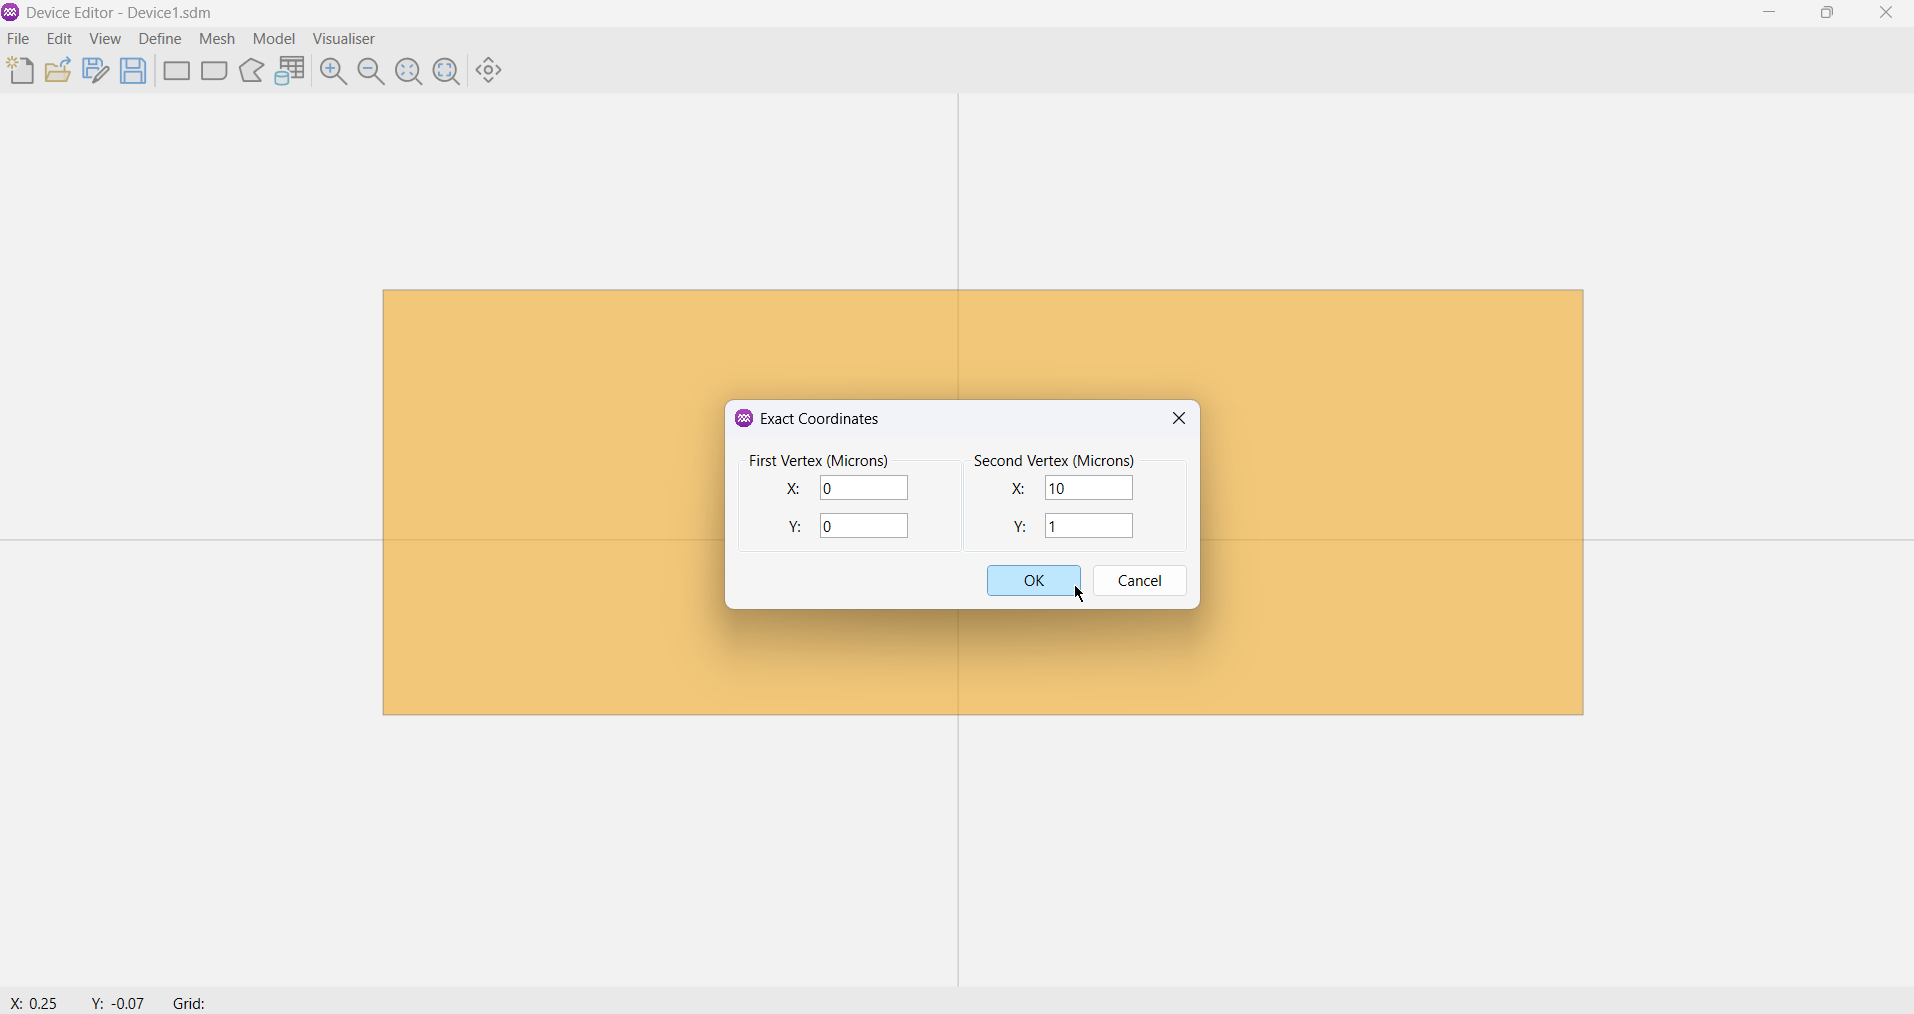 Device Editor - Device1.sdm
File Edit View Define Mesh Model Visualiser
Exact Coordinates
First Vertex (Microns) Second Vertex (Microns)
X: 0 X: 10
Y: 0 Y: 1
OK Cancel
X: 0.25 Y: -0.07 Grid: